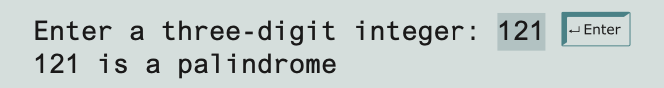 Enter a three-digit integer: 121 ↵Enter
121 is a palindrome